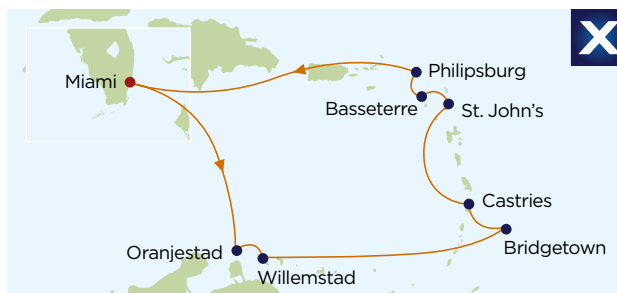 X
Miami
Philipsburg
Basseterre
St. John's
Castries
Bridgetown
Oranjestad
Willemstad